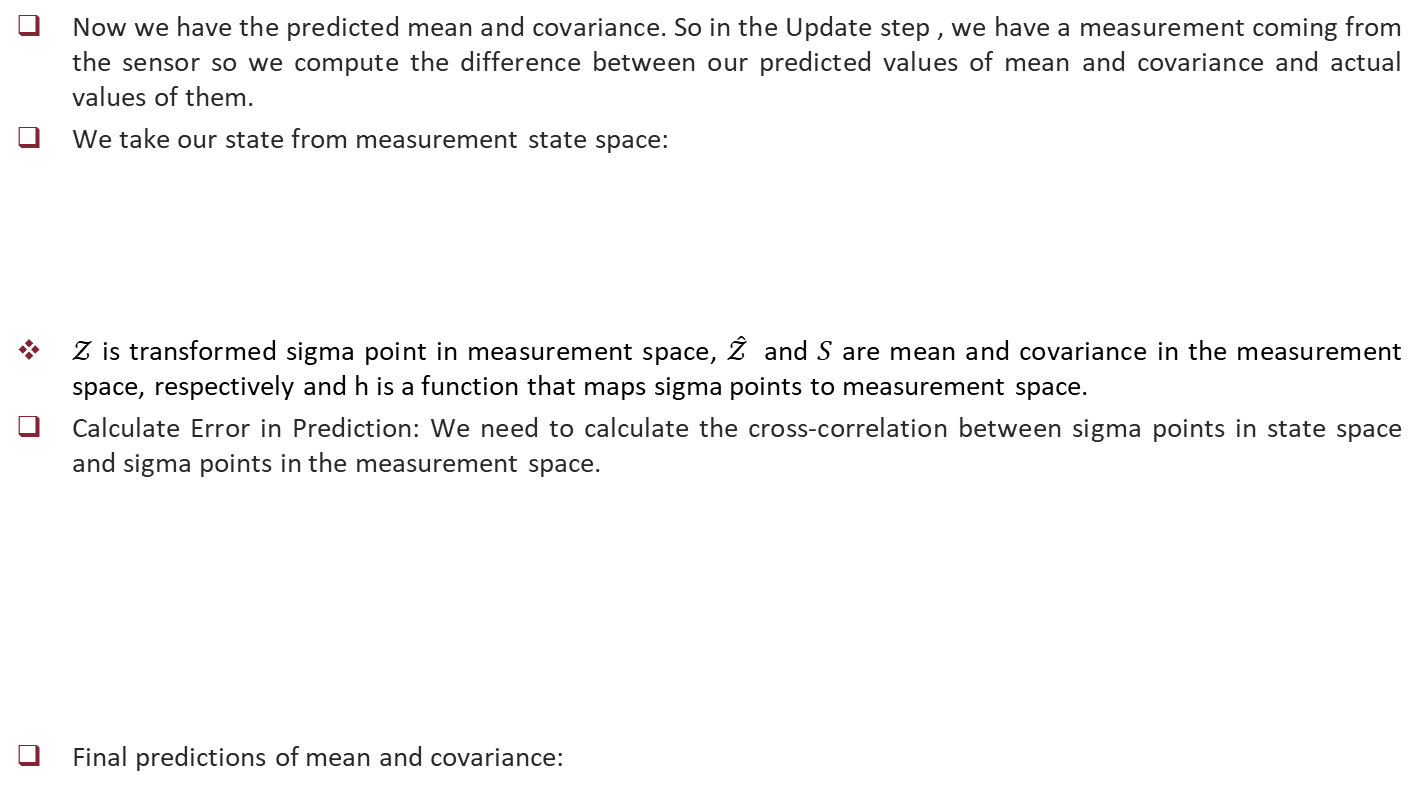 Now we have the predicted mean and covariance. So in the Update step , we have a measurement coming from
the sensor so we compute the difference between our predicted values of mean and covariance and actual
values of them.
We take our state from measurement state space:
𝒵 is transformed sigma point in measurement space, 𝒵̂ and 𝑆 are mean and covariance in the measurement
space, respectively and h is a function that maps sigma points to measurement space.
Calculate Error in Prediction: We need to calculate the cross-correlation between sigma points in state space
and sigma points in the measurement space.
Final predictions of mean and covariance: